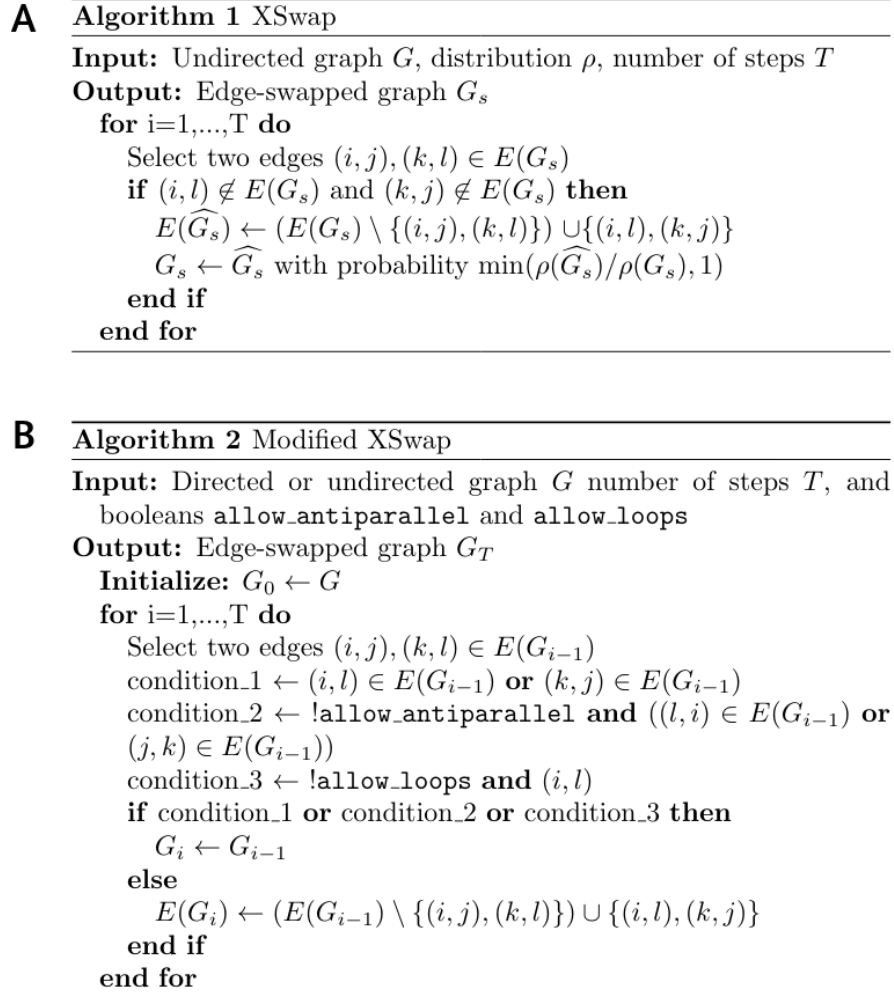 A
Algorithm 1 XSwap
Input: Undirected graph G, distribution ρ, number of steps T
Output: Edge-swapped graph G_s
for i=1,...,T do
Select two edges (i, j), (k, l) ∈ E(G_s)
if (i, l) ∉ E(G_s) and (k, j) ∉ E(G_s) then
E(Ĝ_s) ← (E(G_s) \ {(i, j), (k, l)}) ∪{(i, l), (k, j)}
G_s ← Ĝ_s with probability min(ρ(Ĝ_s)/ρ(G_s), 1)
end if
end for
B
Algorithm 2 Modified XSwap
Input: Directed or undirected graph G number of steps T, and
booleans allow_antiparallel and allow_loops
Output: Edge-swapped graph G_T
Initialize: G_0 ← G
for i=1,...,T do
Select two edges (i, j), (k, l) ∈ E(G_{i−1})
condition_1 ← (i, l) ∈ E(G_{i−1}) or (k, j) ∈ E(G_{i−1})
condition_2 ← !allow_antiparallel and ((l, i) ∈ E(G_{i−1}) or
(j, k) ∈ E(G_{i−1}))
condition_3 ← !allow_loops and (i, l)
if condition_1 or condition_2 or condition_3 then
G_i ← G_{i−1}
else
E(G_i) ← (E(G_{i−1}) \ {(i, j), (k, l)}) ∪ {(i, l), (k, j)}
end if
end for